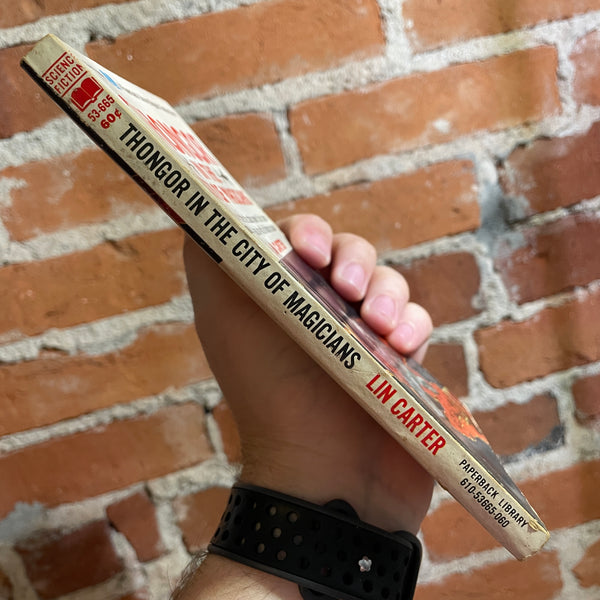 SCIENCE
FICTION
53-665
60¢
THONGOR IN THE CITY OF MAGICIANS
LIN CARTER
PAPERBACK LIBRARY
610-53665-060